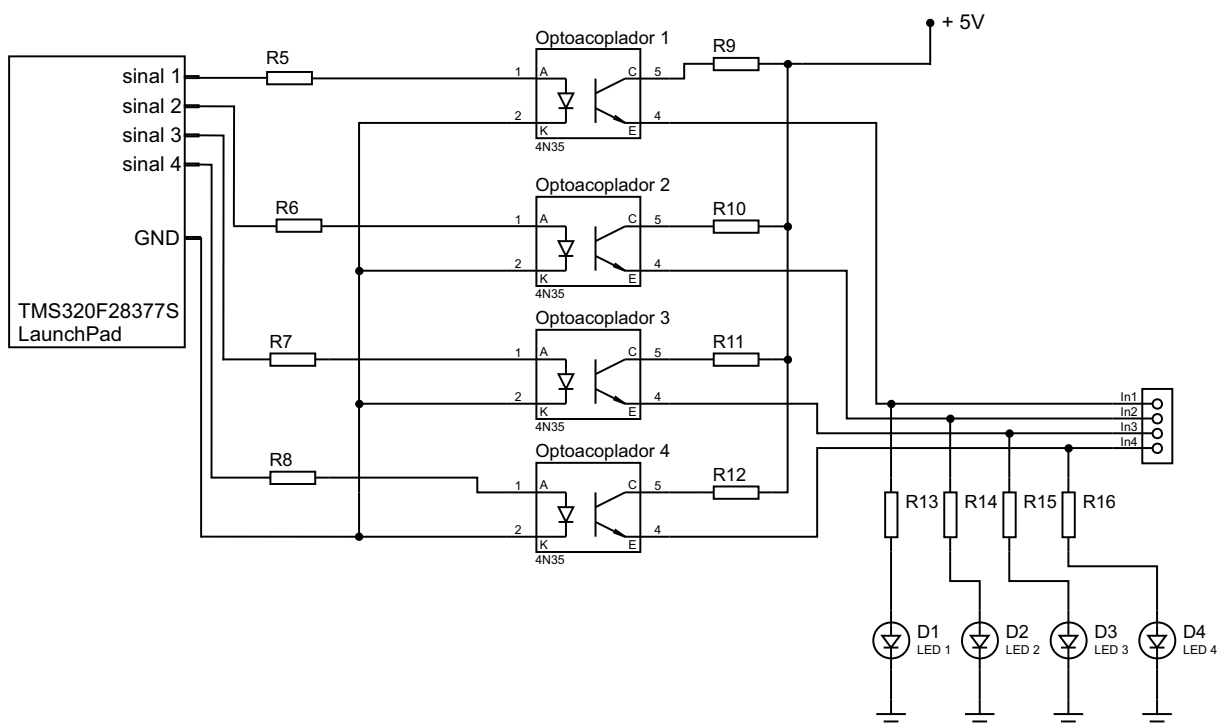 + 5V
Optoacoplador 1
R5
R9
sinal 1
sinal 2
sinal 3
sinal 4
GND
TMS320F28377S
LaunchPad
1
A
C
5
2
K
E
4
4N35
Optoacoplador 2
R6
R10
1
A
C
5
2
K
E
4
4N35
Optoacoplador 3
R7
R11
1
A
C
5
2
K
E
4
4N35
Optoacoplador 4
R8
R12
1
A
C
5
2
K
E
4
4N35
In1
In2
In3
In4
R13
R14
R15
R16
D1
LED 1
D2
LED 2
D3
LED 3
D4
LED 4